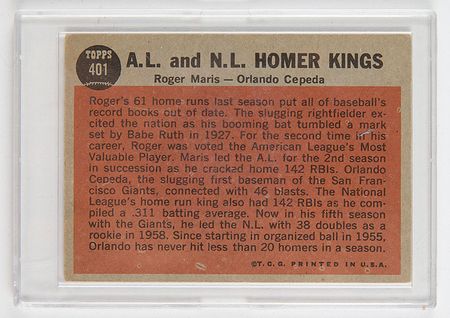 TOPPS
401
A.L. and N.L. HOMER KINGS
Roger Maris — Orlando Cepeda
Roger's 61 home runs last season put all of baseball's
record books out of date. The slugging rightfielder ex-
cited the nation as his booming bat tumbled a mark
set by Babe Ruth in 1927. For the second time in his
career, Roger was voted the American League's Most
Valuable Player. Maris led the A.L. for the 2nd season
in succession as he cracked home 142 RBIs. Orlando
Cepeda, the slugging first baseman of the San Fran-
cisco Giants, connected with 46 blasts. The National
League's home run king also had 142 RBIs as he com-
piled a .311 batting average. Now in his fifth season
with the Giants, he led the N.L. with 38 doubles as a
rookie in 1958. Since starting in organized ball in 1955,
Orlando has never hit less than 20 homers in a season.
©T.C.G. PRINTED IN U.S.A.